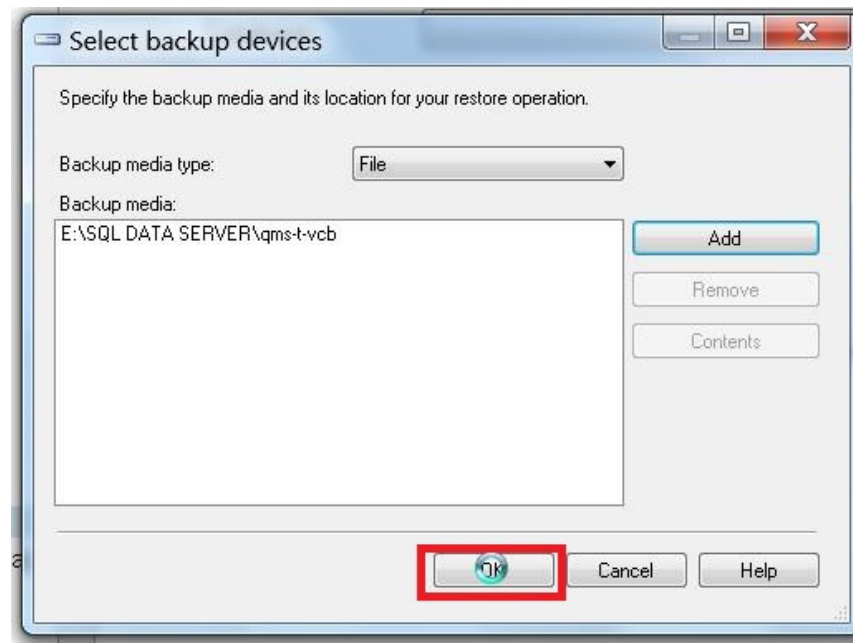 Select backup devices
Specify the backup media and its location for your restore operation.
Backup media type:
File
Backup media:
E:\SQL DATA SERVER\qms-t-vcb
Add
Remove
Contents
OK
Cancel
Help
a